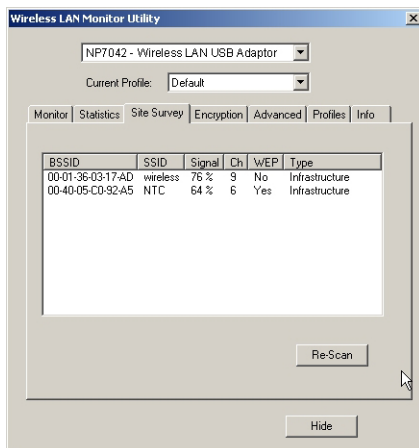 Wireless LAN Monitor Utility
NP7042 - Wireless LAN USB Adaptor
Current Profile: Default
Monitor Statistics Site Survey Encryption Advanced Profiles Info
BSSID SSID Signal Ch WEP Type
00-01-36-03-17-AD wireless 76 % 9 No Infrastructure
00-40-05-C0-92-A5 NTC 64 % 6 Yes Infrastructure
Re-Scan
Hide